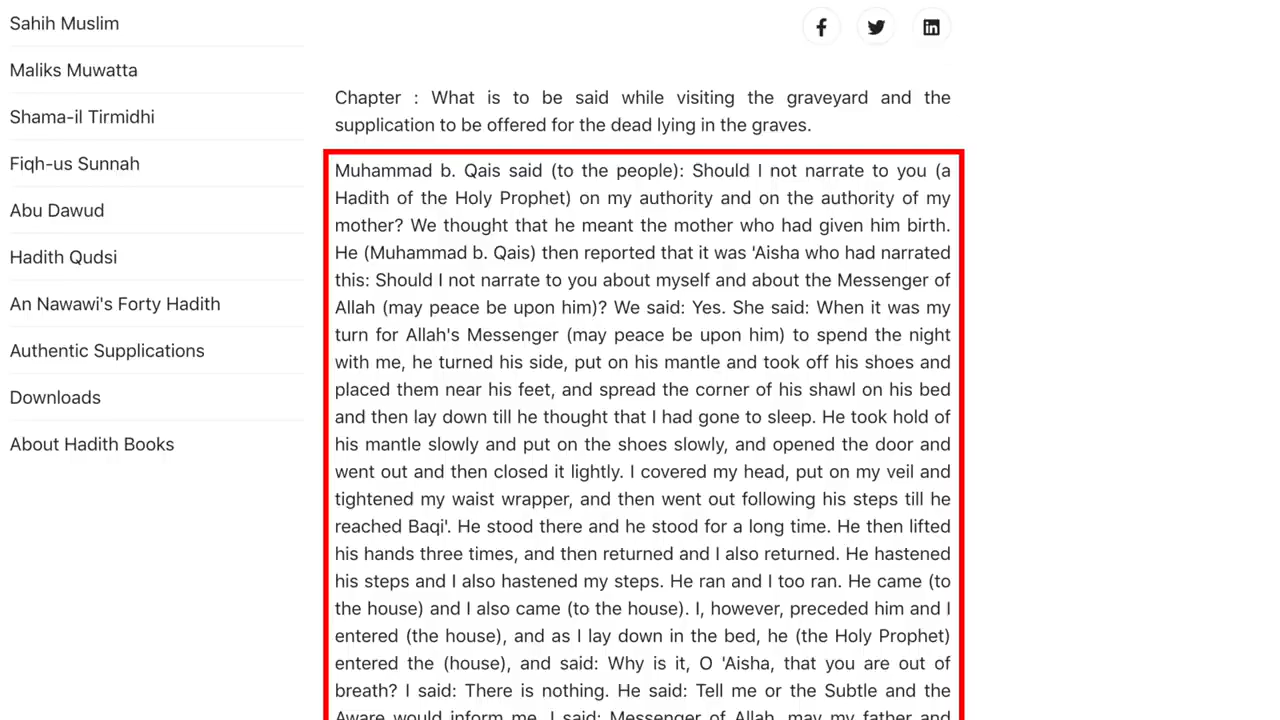 Sahih Muslim
Maliks Muwatta
Shama-il Tirmidhi
Fiqh-us Sunnah
Abu Dawud
Hadith Qudsi
An Nawawi's Forty Hadith
Authentic Supplications
Downloads
About Hadith Books
Chapter : What is to be said while visiting the graveyard and the
supplication to be offered for the dead lying in the graves.
Muhammad b. Qais said (to the people): Should I not narrate to you (a
Hadith of the Holy Prophet) on my authority and on the authority of my
mother? We thought that he meant the mother who had given him birth.
He (Muhammad b. Qais) then reported that it was 'Aisha who had narrated
this: Should I not narrate to you about myself and about the Messenger of
Allah (may peace be upon him)? We said: Yes. She said: When it was my
turn for Allah's Messenger (may peace be upon him) to spend the night
with me, he turned his side, put on his mantle and took off his shoes and
placed them near his feet, and spread the corner of his shawl on his bed
and then lay down till he thought that I had gone to sleep. He took hold of
his mantle slowly and put on the shoes slowly, and opened the door and
went out and then closed it lightly. I covered my head, put on my veil and
tightened my waist wrapper, and then went out following his steps till he
reached Baqi'. He stood there and he stood for a long time. He then lifted
his hands three times, and then returned and I also returned. He hastened
his steps and I also hastened my steps. He ran and I too ran. He came (to
the house) and I also came (to the house). I, however, preceded him and I
entered (the house), and as I lay down in the bed, he (the Holy Prophet)
entered the (house), and said: Why is it, O 'Aisha, that you are out of
breath? I said: There is nothing. He said: Tell me or the Subtle and the
Aware would inform me. I said: Messenger of Allah, may my father and